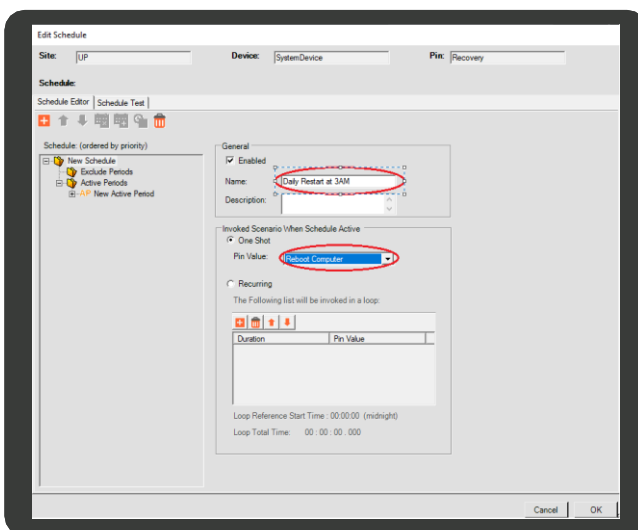 Edit Schedule
Site: UP Device: SystemDevice Pin: Recovery
Schedule:
Schedule Editor Schedule Test
Schedule: (ordered by priority)
New Schedule
Exclude Periods
Active Periods
AP New Active Period
General
Enabled
Name: Daily Restart at 3AM
Description:
Invoked Scenario When Schedule Active
One Shot
Pin Value: Reboot Computer
Recurring
The Following list will be invoked in a loop:
Duration Pin Value
Loop Reference Start Time : 00:00:00 (midnight)
Loop Total Time: 00 : 00 : 00 . 000
Cancel OK